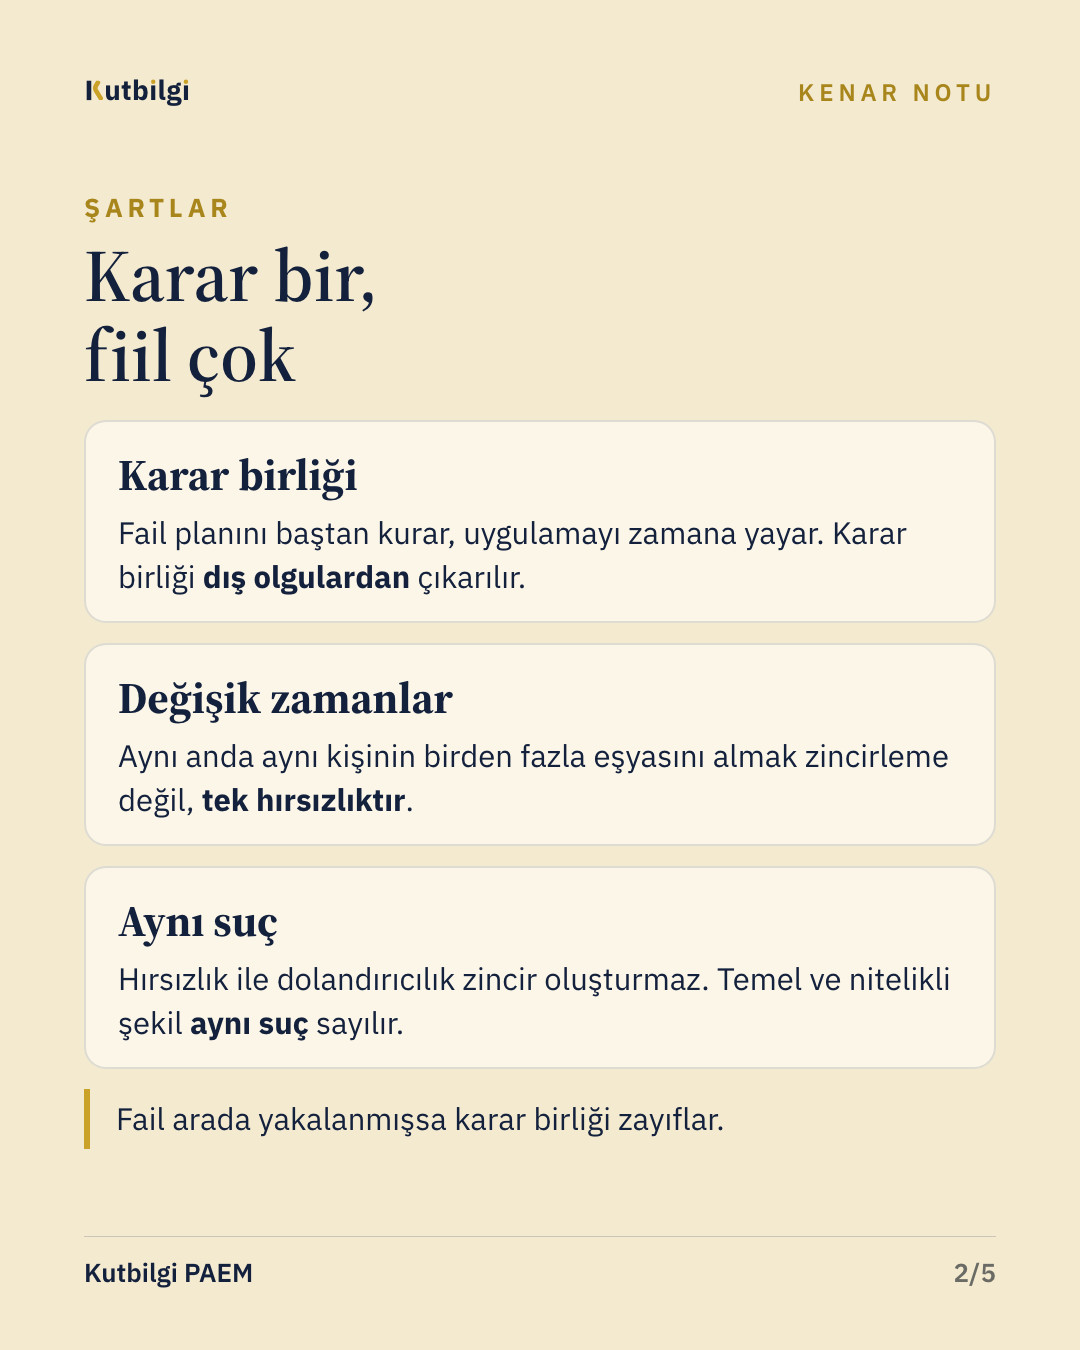 Kutbilgi
KENAR NOTU
ŞARTLAR
Karar bir,
fiil çok
Karar birliği
Fail planını baştan kurar, uygulamayı zamana yayar. Karar
birliği dış olgulardan çıkarılır.
Değişik zamanlar
Aynı anda aynı kişinin birden fazla eşyasını almak zincirleme
değil, tek hırsızlıktır.
Aynı suç
Hırsızlık ile dolandırıcılık zincir oluşturmaz. Temel ve nitelikli
şekil aynı suç sayılır.
Fail arada yakalanmışsa karar birliği zayıflar.
Kutbilgi PAEM
2/5